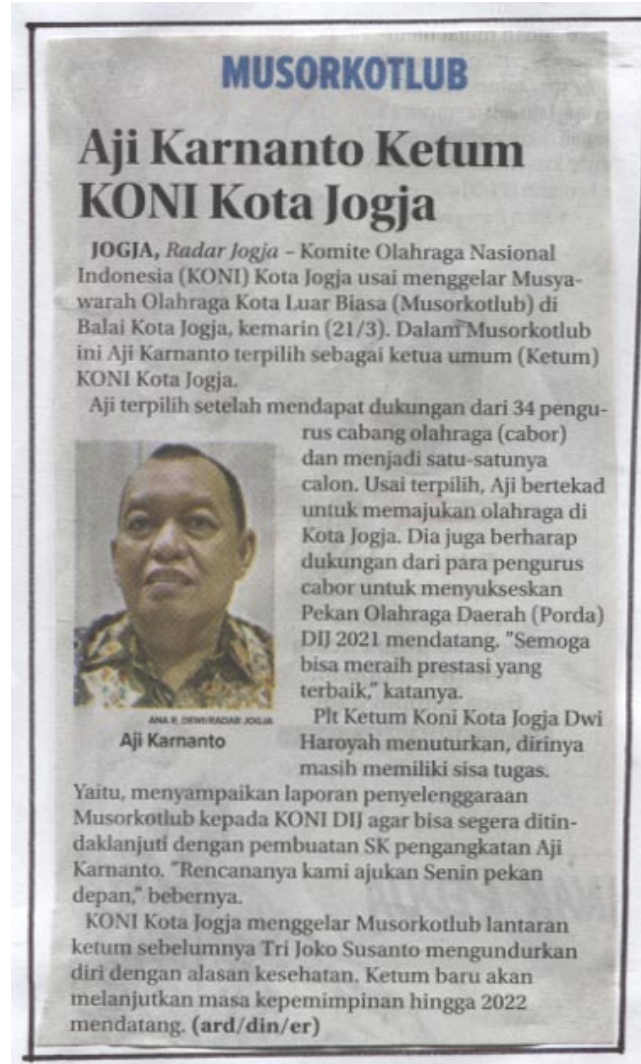 MUSORKOTLUB
Aji Karnanto Ketum
KONI Kota Jogja
JOGJA, Radar Jogja – Komite Olahraga Nasional
Indonesia (KONI) Kota Jogja usai menggelar Musya-
warah Olahraga Kota Luar Biasa (Musorkotlub) di
Balai Kota Jogja, kemarin (21/3). Dalam Musorkotlub
ini Aji Karnanto terpilih sebagai ketua umum (Ketum)
KONI Kota Jogja.
Aji terpilih setelah mendapat dukungan dari 34 pengu-
rus cabang olahraga (cabor)
dan menjadi satu-satunya
calon. Usai terpilih, Aji bertekad
untuk memajukan olahraga di
Kota Jogja. Dia juga berharap
dukungan dari para pengurus
cabor untuk menyukseskan
Pekan Olahraga Daerah (Porda)
DIJ 2021 mendatang. "Semoga
bisa meraih prestasi yang
terbaik," katanya.
ANA R. DEWI/RADAR JOGJA
Aji Karnanto
Plt Ketum Koni Kota Jogja Dwi
Haroyah menuturkan, dirinya
masih memiliki sisa tugas.
Yaitu, menyampaikan laporan penyelenggaraan
Musorkotlub kepada KONI DIJ agar bisa segera ditin-
daklanjuti dengan pembuatan SK pengangkatan Aji
Karnanto. "Rencananya kami ajukan Senin pekan
depan," bebernya.
KONI Kota Jogja menggelar Musorkotlub lantaran
ketum sebelumnya Tri Joko Susanto mengundurkan
diri dengan alasan kesehatan. Ketum baru akan
melanjutkan masa kepemimpinan hingga 2022
mendatang. (ard/din/er)